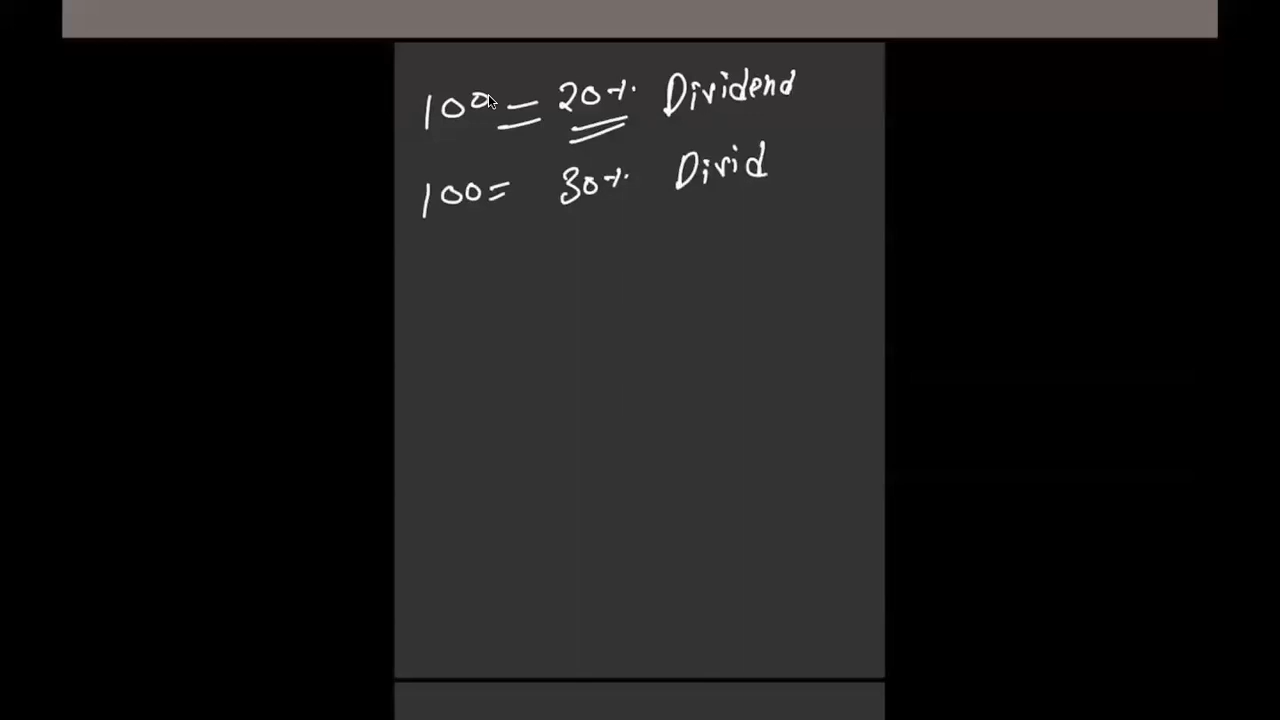 100 = 20% Dividend
100 = 30% Divid